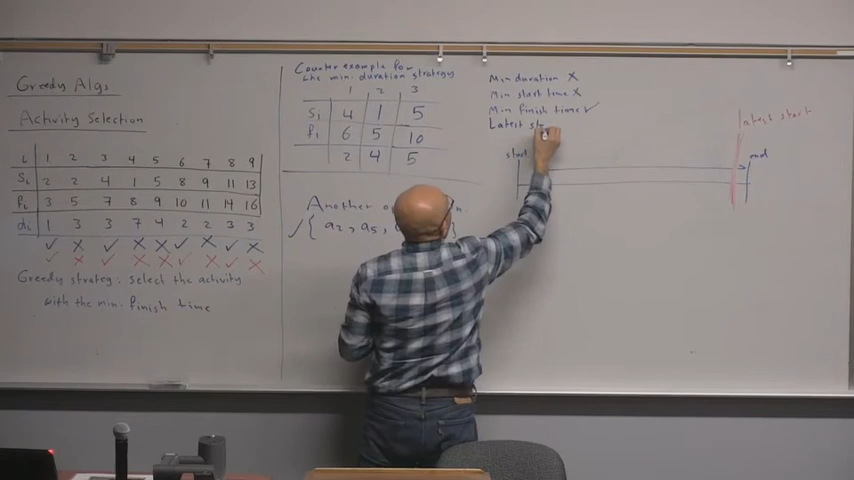 Greedy Algs
Activity Selection
i 1 2 3 4 5 6 7 8 9
Si 1 2 4 1 5 8 9 11 13
fi 3 5 7 8 9 10 11 14 16
di 1 3 3 7 4 2 2 3 3
✓ X ✓ X X ✓ X ✓ X
✓ X ✓ X X ✓ X ✓ X
Greedy strategy: select the activity
with the min. finish time
Counter example for
the min. duration strategy
1 2 3
Si 4 1 5
fi 6 5 10
2 4 5
Another
✓ { a2, a5,
Min duration X
Min start time X
Min finish time ✓
Latest st
start
end
latest start